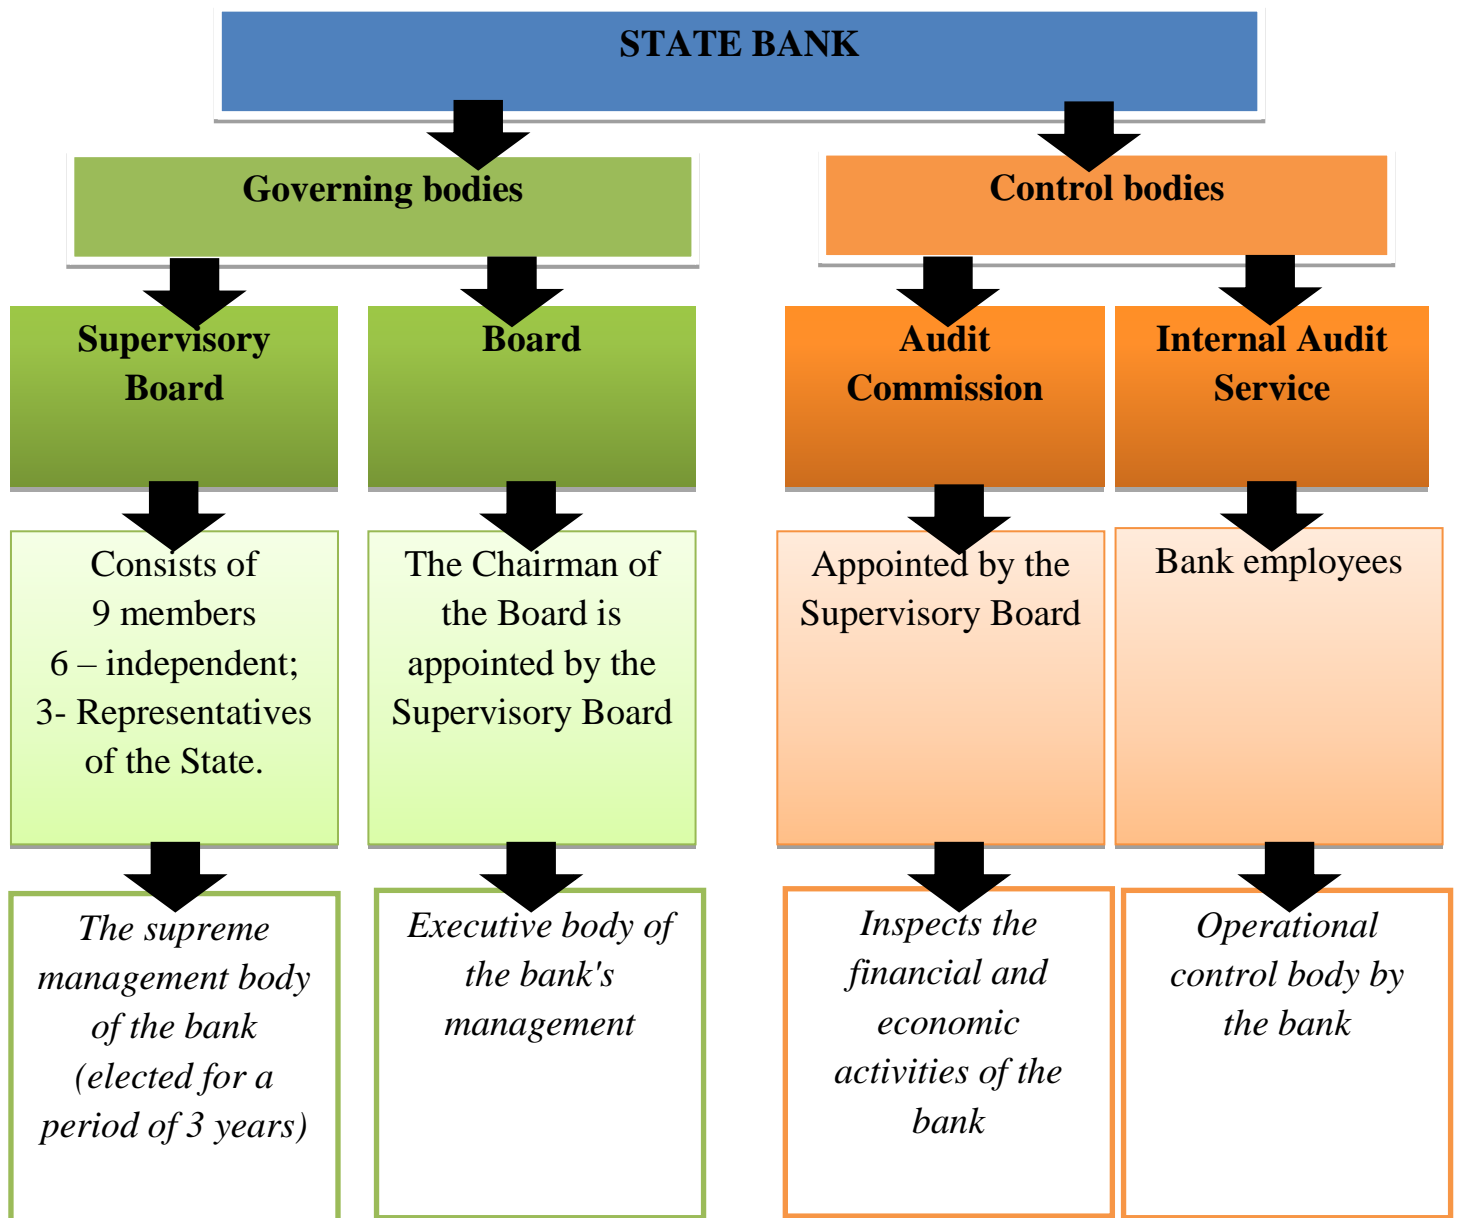 STATE BANK
Governing bodies
Control bodies
Supervisory
Board
Board
Audit
Commission
Internal Audit
Service
Consists of
9 members
6 – independent;
3- Representatives
of the State.
The Chairman of
the Board is
appointed by the
Supervisory Board
Appointed by the
Supervisory Board
Bank employees
The supreme
management body
of the bank
(elected for a
period of 3 years)
Executive body of
the bank's
management
Inspects the
financial and
economic
activities of the
bank
Operational
control body by
the bank